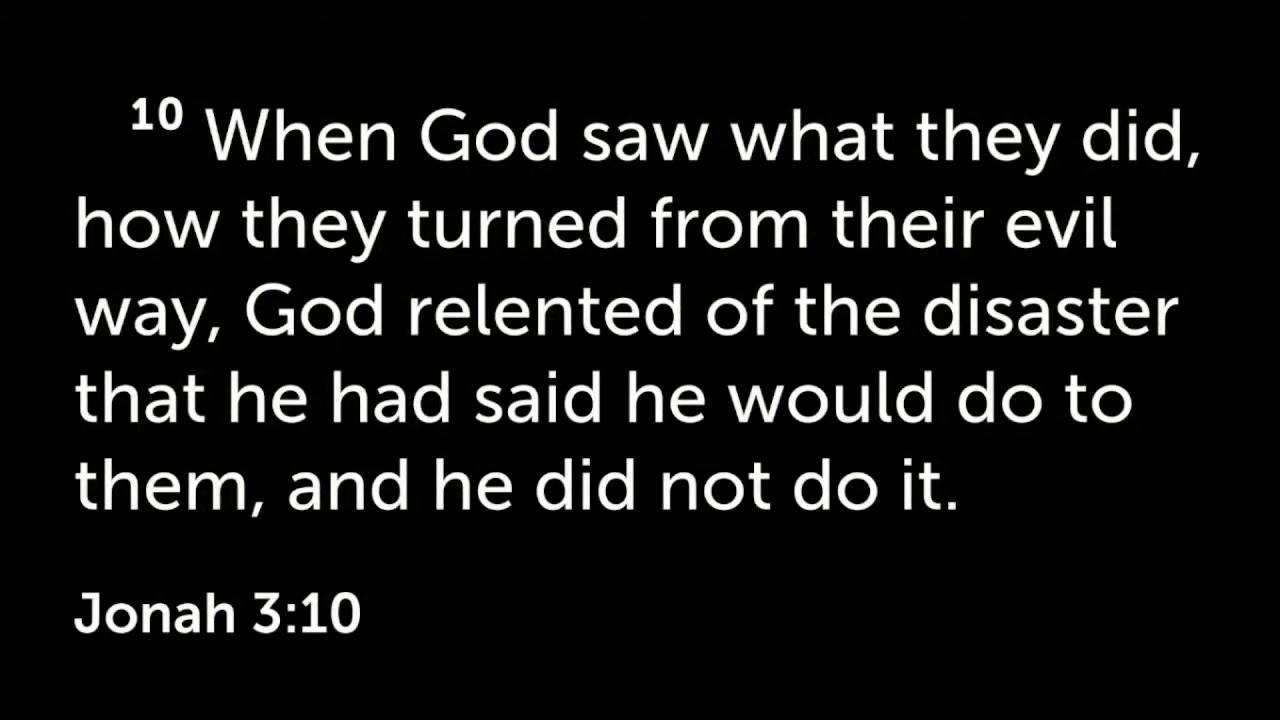 10 When God saw what they did,
how they turned from their evil
way, God relented of the disaster
that he had said he would do to
them, and he did not do it.
Jonah 3:10